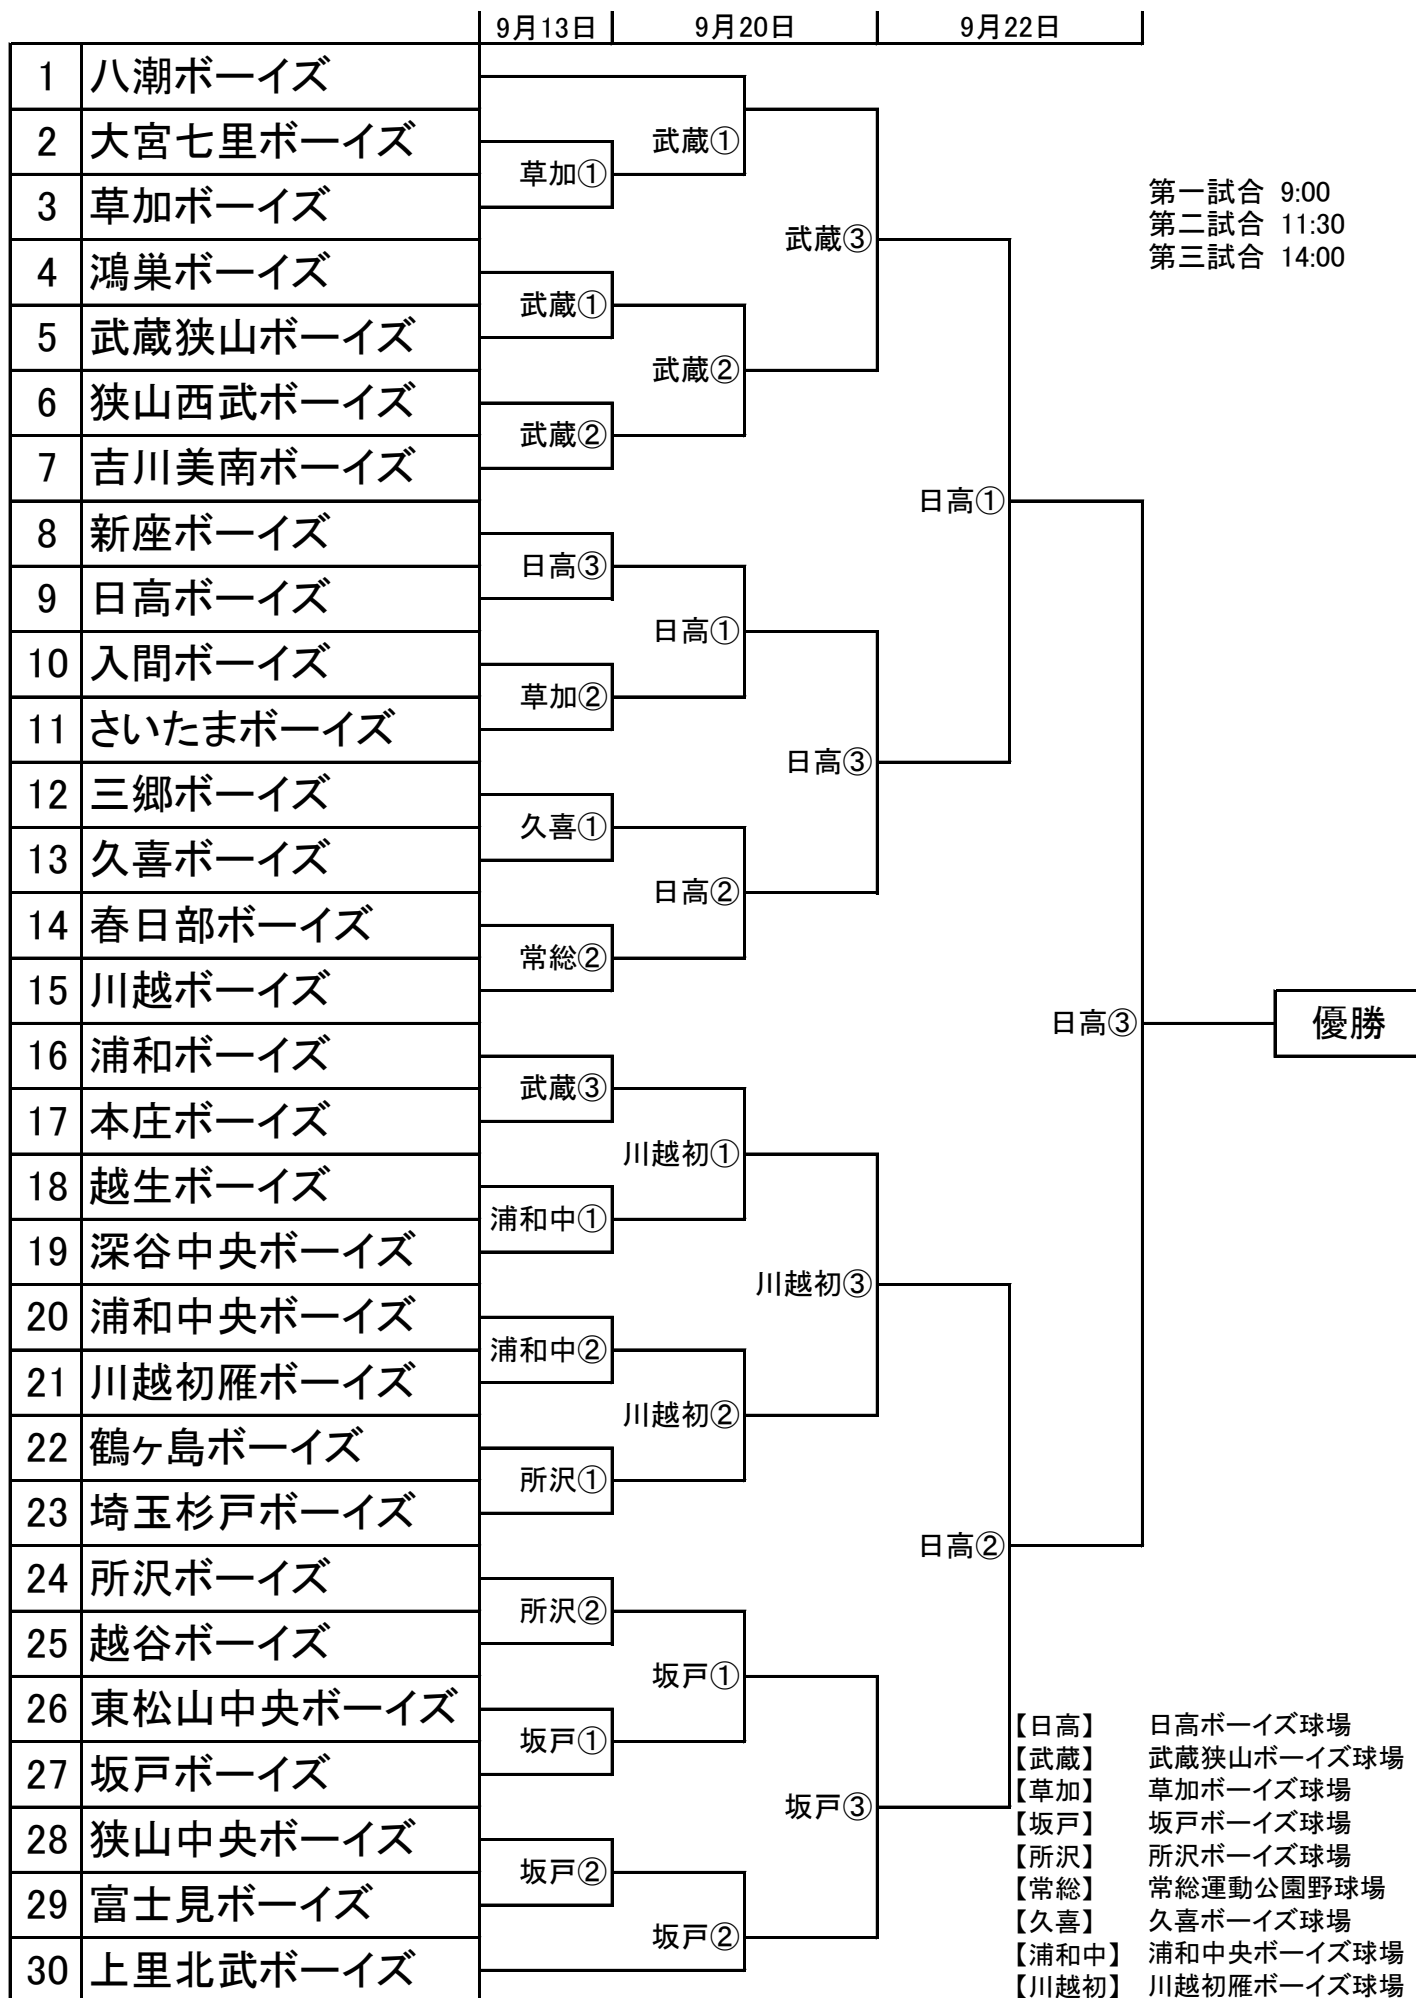 9月13日 9月20日 9月22日
1 八潮ボーイズ
2 大宮七里ボーイズ
3 草加ボーイズ
4 鴻巣ボーイズ
5 武蔵狭山ボーイズ
6 狭山西武ボーイズ
7 吉川美南ボーイズ
8 新座ボーイズ
9 日高ボーイズ
10 入間ボーイズ
11 さいたまボーイズ
12 三郷ボーイズ
13 久喜ボーイズ
14 春日部ボーイズ
15 川越ボーイズ
16 浦和ボーイズ
17 本庄ボーイズ
18 越生ボーイズ
19 深谷中央ボーイズ
20 浦和中央ボーイズ
21 川越初雁ボーイズ
22 鶴ヶ島ボーイズ
23 埼玉杉戸ボーイズ
24 所沢ボーイズ
25 越谷ボーイズ
26 東松山中央ボーイズ
27 坂戸ボーイズ
28 狭山中央ボーイズ
29 富士見ボーイズ
30 上里北武ボーイズ
草加①
武蔵①
武蔵②
日高③
草加②
久喜①
常総②
武蔵③
浦和中①
浦和中②
所沢①
所沢②
坂戸①
坂戸②
武蔵①
武蔵②
日高①
日高②
川越初①
川越初②
坂戸①
坂戸②
武蔵③
日高③
川越初③
坂戸③
日高①
日高②
日高③
優勝
第一試合 9:00
第二試合 11:30
第三試合 14:00
【日高】 日高ボーイズ球場
【武蔵】 武蔵狭山ボーイズ球場
【草加】 草加ボーイズ球場
【坂戸】 坂戸ボーイズ球場
【所沢】 所沢ボーイズ球場
【常総】 常総運動公園野球場
【久喜】 久喜ボーイズ球場
【浦和中】 浦和中央ボーイズ球場
【川越初】 川越初雁ボーイズ球場